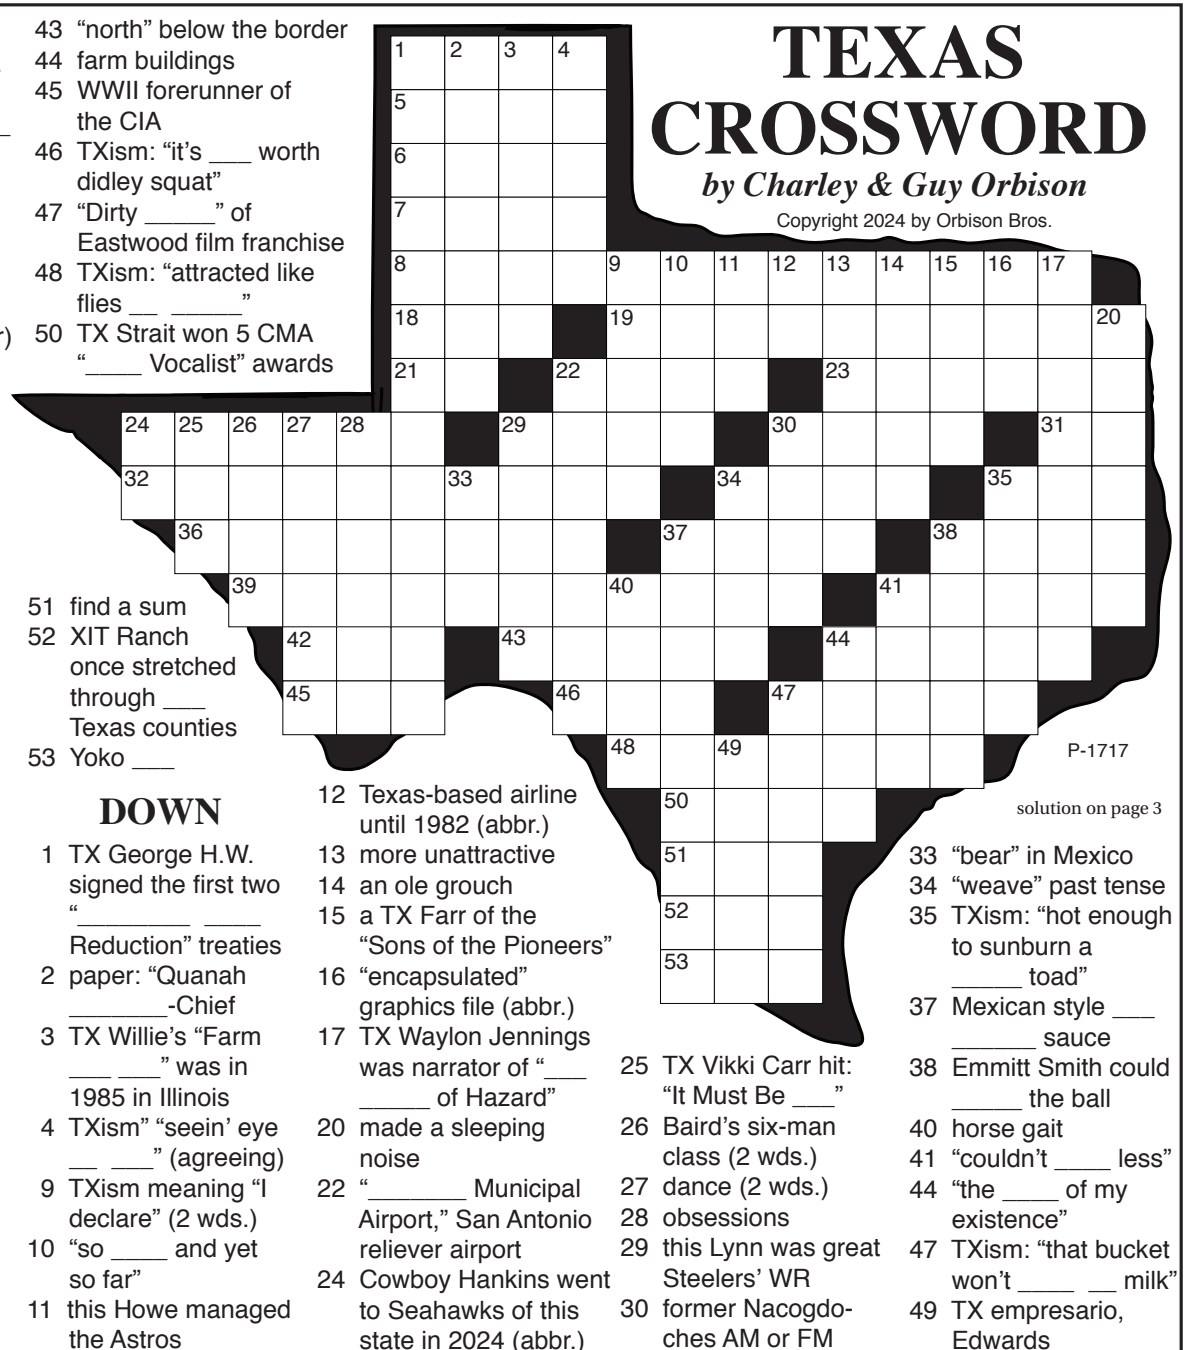 43 “north” below the border
44 farm buildings
45 WWII forerunner of
the CIA
46 TXism: “it’s ___ worth
didley squat”
47 “Dirty _____” of
Eastwood film franchise
48 TXism: “attracted like
flies __ _____”
r) 50 TX Strait won 5 CMA
“____ Vocalist” awards
TEXAS
CROSSWORD
by Charley & Guy Orbison
Copyright 2024 by Orbison Bros.
1 2 3 4
5
6
7
8 9 10 11 12 13 14 15 16 17
18 19 20
21 22 23
24 25 26 27 28 29 30 31
32 33 34 35
36 37 38
39 40 41
42 43 44
45 46 47
48 49
50
51
52
53
51 find a sum
52 XIT Ranch
once stretched
through ___
Texas counties
53 Yoko ___
P-1717
solution on page 3
DOWN
1 TX George H.W.
signed the first two
“________ ____
Reduction” treaties
2 paper: “Quanah
_______-Chief
3 TX Willie’s “Farm
___ ___” was in
1985 in Illinois
4 TXism” “seein’ eye
__ ___” (agreeing)
9 TXism meaning “I
declare” (2 wds.)
10 “so ____ and yet
so far”
11 this Howe managed
the Astros
12 Texas-based airline
until 1982 (abbr.)
13 more unattractive
14 an ole grouch
15 a TX Farr of the
“Sons of the Pioneers”
16 “encapsulated”
graphics file (abbr.)
17 TX Waylon Jennings
was narrator of “___
_____ of Hazard”
20 made a sleeping
noise
22 “_______ Municipal
Airport,” San Antonio
reliever airport
24 Cowboy Hankins went
to Seahawks of this
state in 2024 (abbr.)
25 TX Vikki Carr hit:
“It Must Be ___”
26 Baird’s six-man
class (2 wds.)
27 dance (2 wds.)
28 obsessions
29 this Lynn was great
Steelers’ WR
30 former Nacogdo-
ches AM or FM
33 “bear” in Mexico
34 “weave” past tense
35 TXism: “hot enough
to sunburn a
_____ toad”
37 Mexican style ___
______ sauce
38 Emmitt Smith could
_____ the ball
40 horse gait
41 “couldn’t ____ less”
44 “the ____ of my
existence”
47 TXism: “that bucket
won’t ____ __ milk”
49 TX empresario,
Edwards